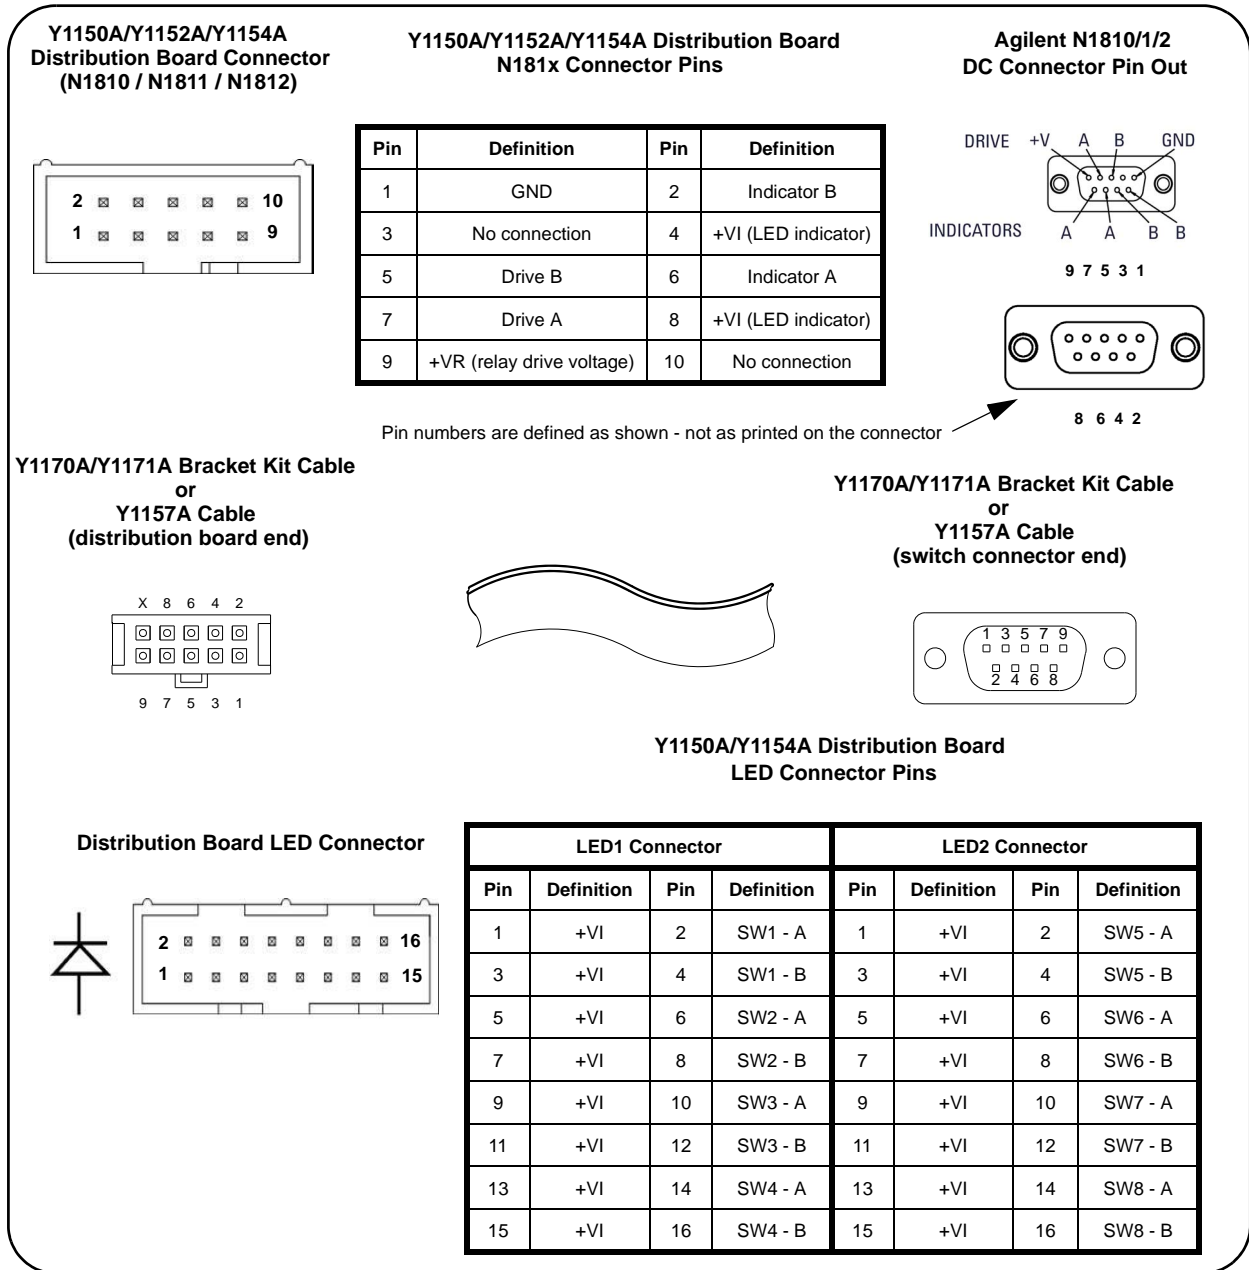 Y1150A/Y1152A/Y1154A
Distribution Board Connector
(N1810 / N1811 / N1812)
2 10
1 9
Y1150A/Y1152A/Y1154A Distribution Board
N181x Connector Pins
Pin Definition Pin Definition
1 GND 2 Indicator B
3 No connection 4 +VI (LED indicator)
5 Drive B 6 Indicator A
7 Drive A 8 +VI (LED indicator)
9 +VR (relay drive voltage) 10 No connection
Agilent N1810/1/2
DC Connector Pin Out
DRIVE +V A B GND
INDICATORS A A B B
9 7 5 3 1
8 6 4 2
Pin numbers are defined as shown - not as printed on the connector
Y1170A/Y1171A Bracket Kit Cable
or
Y1157A Cable
(distribution board end)
X 8 6 4 2
9 7 5 3 1
Y1170A/Y1171A Bracket Kit Cable
or
Y1157A Cable
(switch connector end)
1 3 5 7 9
2 4 6 8
Y1150A/Y1154A Distribution Board
LED Connector Pins
Distribution Board LED Connector
2 16
1 15
LED1 Connector LED2 Connector
Pin Definition Pin Definition Pin Definition Pin Definition
1 +VI 2 SW1 - A 1 +VI 2 SW5 - A
3 +VI 4 SW1 - B 3 +VI 4 SW5 - B
5 +VI 6 SW2 - A 5 +VI 6 SW6 - A
7 +VI 8 SW2 - B 7 +VI 8 SW6 - B
9 +VI 10 SW3 - A 9 +VI 10 SW7 - A
11 +VI 12 SW3 - B 11 +VI 12 SW7 - B
13 +VI 14 SW4 - A 13 +VI 14 SW8 - A
15 +VI 16 SW4 - B 15 +VI 16 SW8 - B